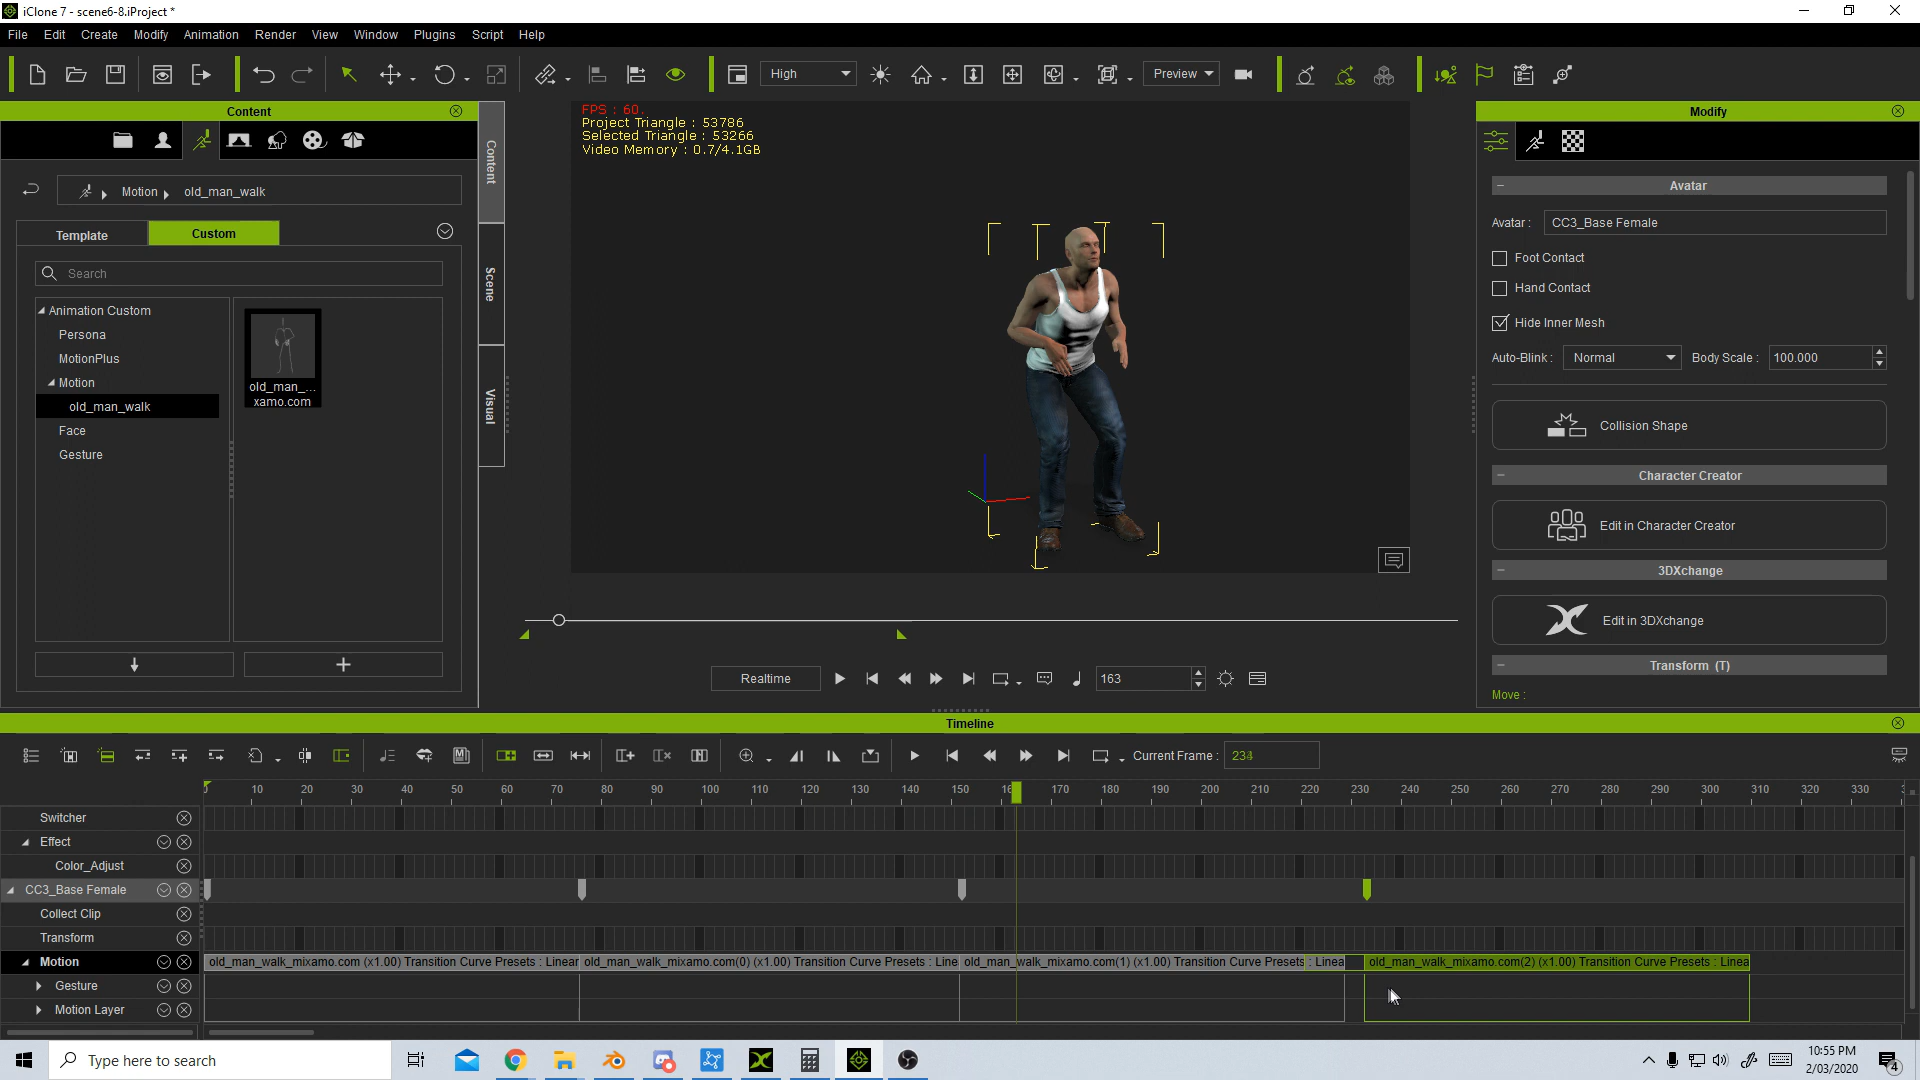 iClone 7 - scene6-8.iProject *
File Edit Create Modify Animation Render View Window Plugins Script Help
High
Preview
Content
Modify
FPS : 60
Project Triangle : 53786
Selected Triangle : 53266
Video Memory : 0.7/4.1GB
Content
Scene
Visual
Motion old_man_walk
Template Custom
Search
Animation Custom
Persona
MotionPlus
Motion
old_man_walk
Face
Gesture
old_man_...
xamo.com
Avatar
Avatar : CC3_Base Female
Foot Contact
Hand Contact
Hide Inner Mesh
Auto-Blink : Normal Body Scale : 100.000
Collision Shape
Character Creator
Edit in Character Creator
3DXchange
Edit in 3DXchange
Transform (T)
Move :
Realtime 163
Timeline
Current Frame : 234
10 20 30 40 50 60 70 80 90 100 110 120 130 140 150 16 170 180 190 200 210 220 230 240 250 260 270 280 290 300 310 320 330
Switcher
Effect
Color_Adjust
CC3_Base Female
Collect Clip
Transform
Motion
old_man_walk_mixamo.com (x1.00) Transition Curve Presets : Linear
old_man_walk_mixamo.com(0) (x1.00) Transition Curve Presets : Line
old_man_walk_mixamo.com(1) (x1.00) Transition Curve Presets : Linea
old_man_walk_mixamo.com(2) (x1.00) Transition Curve Presets : Linea
Gesture
Motion Layer
Type here to search
10:55 PM
2/03/2020
4